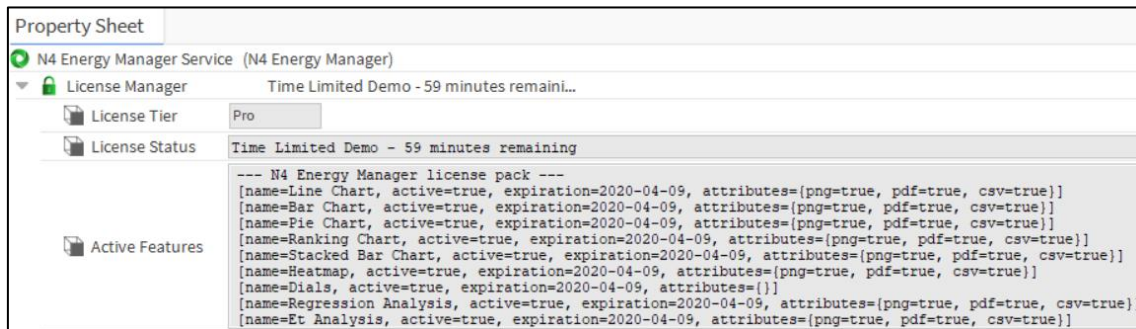 Property Sheet
N4 Energy Manager Service (N4 Energy Manager)
License Manager Time Limited Demo - 59 minutes remaini...
License Tier Pro
License Status Time Limited Demo - 59 minutes remaining
--- N4 Energy Manager license pack ---
[name=Line Chart, active=true, expiration=2020-04-09, attributes={png=true, pdf=true, csv=true}]
[name=Bar Chart, active=true, expiration=2020-04-09, attributes={png=true, pdf=true, csv=true}]
[name=Pie Chart, active=true, expiration=2020-04-09, attributes={png=true, pdf=true, csv=true}]
[name=Ranking Chart, active=true, expiration=2020-04-09, attributes={png=true, pdf=true, csv=true}]
[name=Stacked Bar Chart, active=true, expiration=2020-04-09, attributes={png=true, pdf=true, csv=true}]
Active Features
[name=Heatmap, active=true, expiration=2020-04-09, attributes={png=true, pdf=true, csv=true}]
[name=Dials, active=true, expiration=2020-04-09, attributes={}]
[name=Regression Analysis, active=true, expiration=2020-04-09, attributes={png=true, pdf=true, csv=true}
[name=Et Analysis, active=true, expiration=2020-04-09, attributes={png=true, pdf=true, csv=true}]